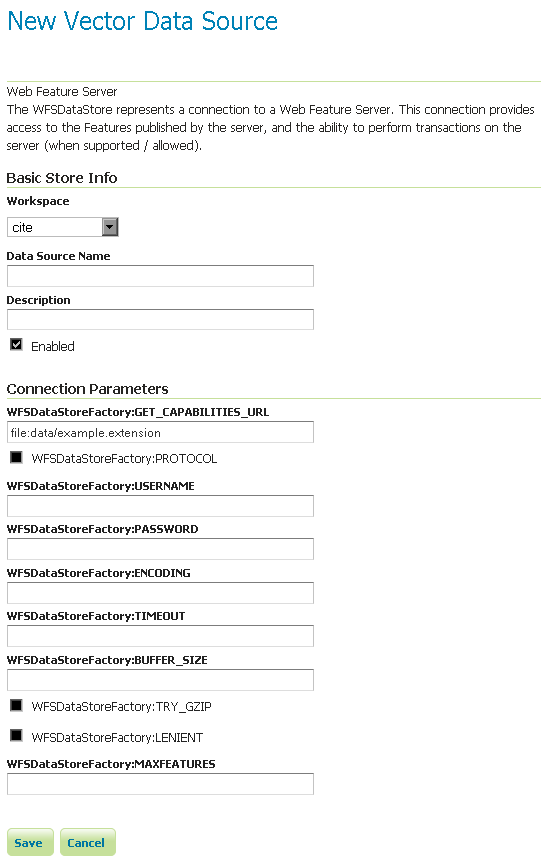 New Vector Data Source
Web Feature Server
The WFSDataStore represents a connection to a Web Feature Server. This connection provides
access to the Features published by the server, and the ability to perform transactions on the
server (when supported / allowed).
Basic Store Info
Workspace
cite
Data Source Name
Description
Enabled
Connection Parameters
WFSDataStoreFactory:GET_CAPABILITIES_URL
file:data/example.extension
WFSDataStoreFactory:PROTOCOL
WFSDataStoreFactory:USERNAME
WFSDataStoreFactory:PASSWORD
WFSDataStoreFactory:ENCODING
WFSDataStoreFactory:TIMEOUT
WFSDataStoreFactory:BUFFER_SIZE
WFSDataStoreFactory:TRY_GZIP
WFSDataStoreFactory:LENIENT
WFSDataStoreFactory:MAXFEATURES
Save Cancel